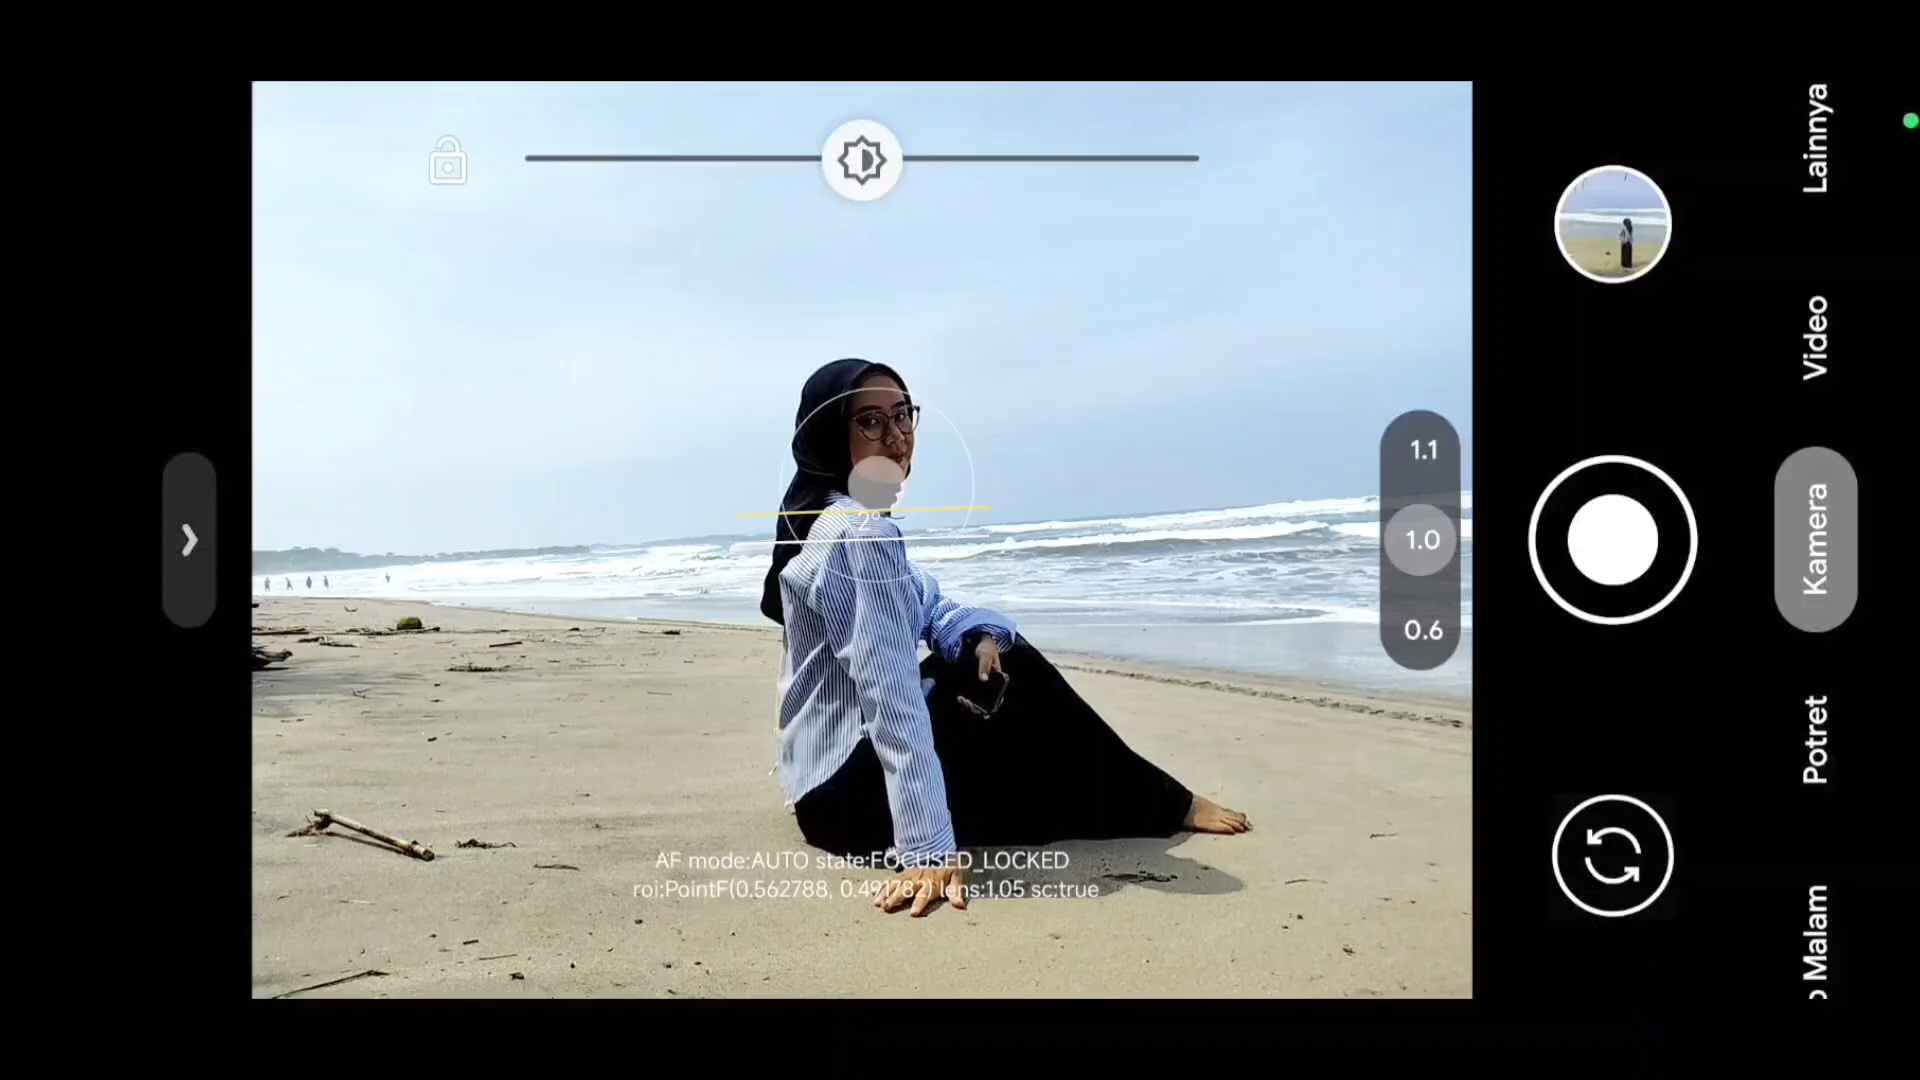 2°
1.1
1.0
0.6
AF mode:AUTO state:FOCUSED_LOCKED
roi:PointF(0.562788, 0.491782) lens:1,05 sc:true
Lainnya
Video
Kamera
Potret
Malam